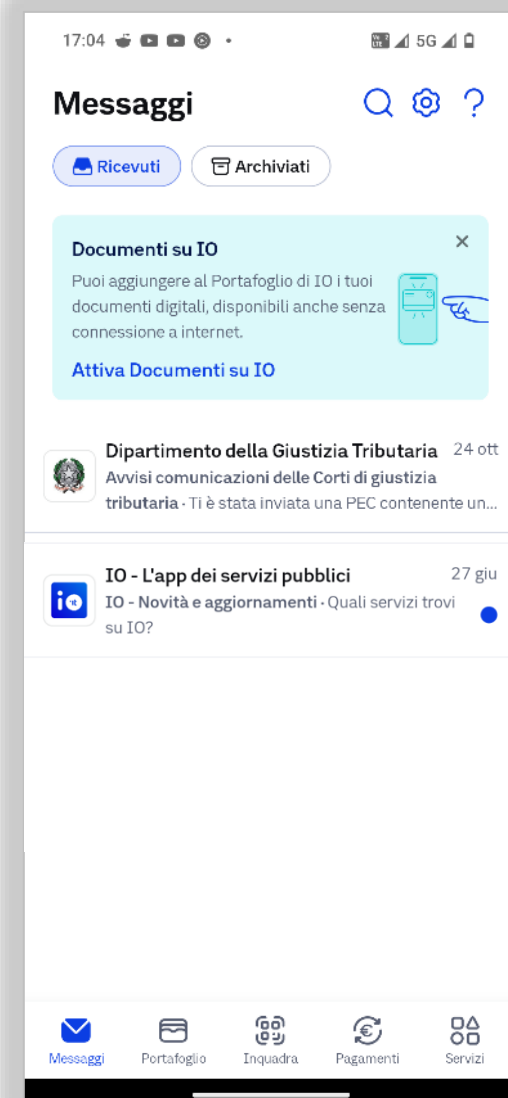 17:04
5G
Messaggi
Ricevuti
Archiviati
Documenti su IO
Puoi aggiungere al Portafoglio di IO i tuoi
documenti digitali, disponibili anche senza
connessione a internet.
Attiva Documenti su IO
Dipartimento della Giustizia Tributaria 24 ott
Avvisi comunicazioni delle Corti di giustizia
tributaria · Ti è stata inviata una PEC contenente un...
IO - L'app dei servizi pubblici 27 giu
io
IO - Novità e aggiornamenti · Quali servizi trovi
su IO?
Messaggi
Portafoglio
Inquadra
Pagamenti
Servizi